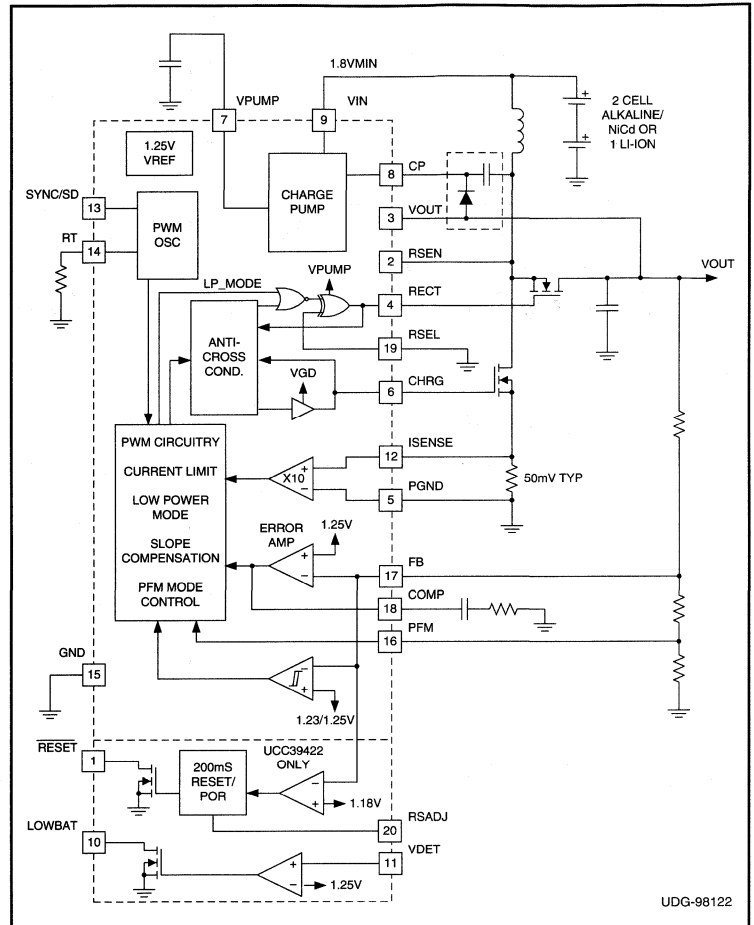 1.8VMIN
VPUMP
VIN
7
9
2 CELL
ALKALINE/
NiCd OR
1 LI-ION
1.25V
VREF
CP
8
SYNC/SD
13
CHARGE
PUMP
VOUT
3
PWM
OSC
RT
14
RSEN
2
VOUT
VPUMP
LP_MODE
RECT
4
ANTI-
CROSS
COND.
RSEL
19
VGD
CHRG
6
PWM CIRCUITRY
CURRENT LIMIT
LOW POWER
MODE
SLOPE
COMPENSATION
PFM MODE
CONTROL
ISENSE
12
X10
+
−
50mV TYP
PGND
5
ERROR
AMP
1.25V
+
−
FB
17
COMP
18
PFM
16
GND
15
−
+
1.23/1.25V
RESET
1
UCC39422
ONLY
200mS
RESET/
POR
−
+
1.18V
RSADJ
20
LOWBAT
10
VDET
11
+
−
1.25V
UDG-98122